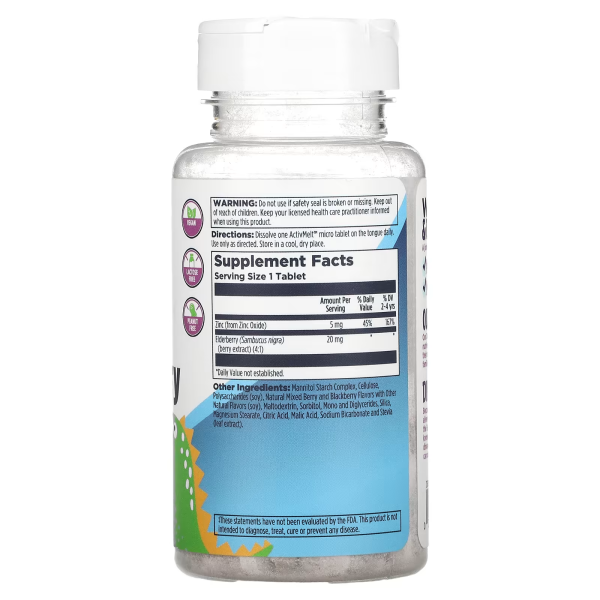 WARNING: Do not use if safety seal is broken or missing. Keep out
of reach of children. Keep your licensed health care practitioner informed
when using this product.
Directions: Dissolve one ActivMelt™ micro tablet on the tongue daily.
Use only as directed. Store in a cool, dry place.
VEGAN
LACTOSE
FREE
PEANUT
FREE
Supplement Facts
Serving Size 1 Tablet
Amount Per % Daily % DV
Serving Value 2-4 yrs
Zinc (from Zinc Oxide) 5 mg 45% 167%
Elderberry (Sambucus nigra) 20 mg * *
(berry extract) (4:1)
*Daily Value not established.
Other Ingredients: Mannitol Starch Complex, Cellulose,
Polysaccharides (soy), Natural Mixed Berry and Blackberry Flavors with Other
Natural Flavors (soy), Maltodextrin, Sorbitol, Mono and Diglycerides, Silica,
Magnesium Stearate, Citric Acid, Malic Acid, Sodium Bicarbonate and Stevia
(leaf extract).
y
‡These statements have not been evaluated by the FDA. This product is not
intended to diagnose, treat, cure or prevent any disease.